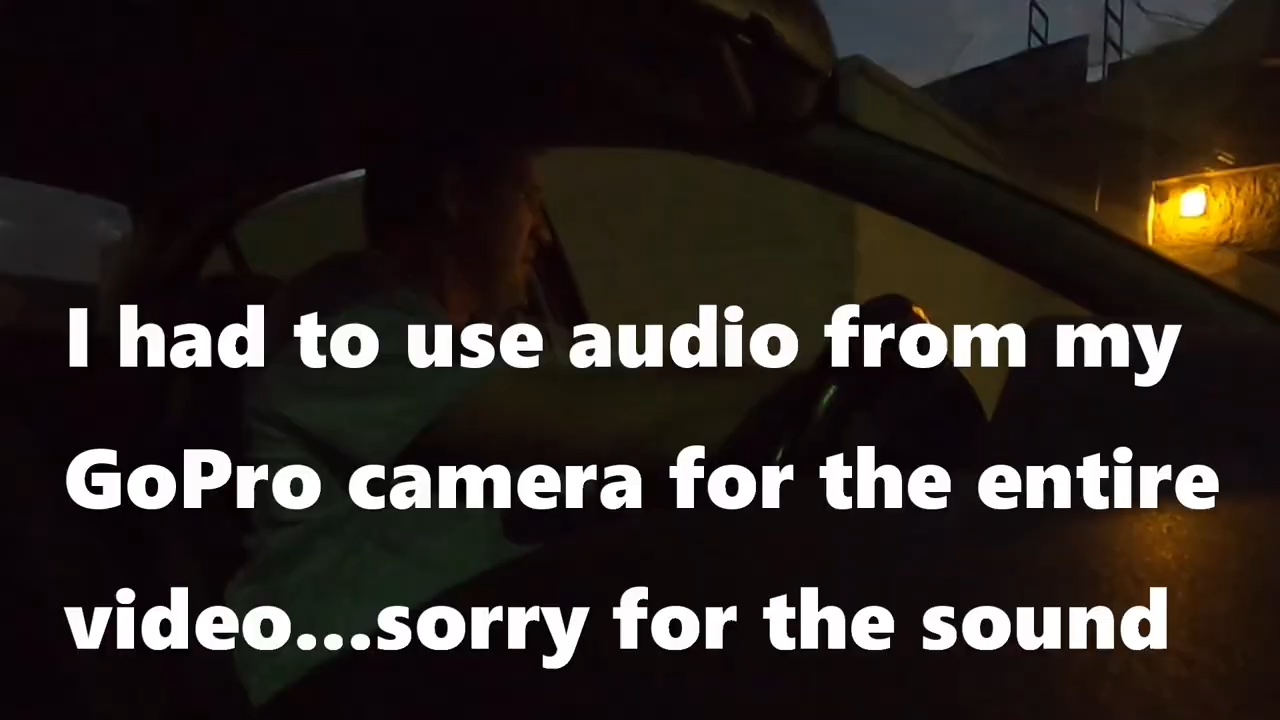 I had to use audio from my
GoPro camera for the entire
video...sorry for the sound